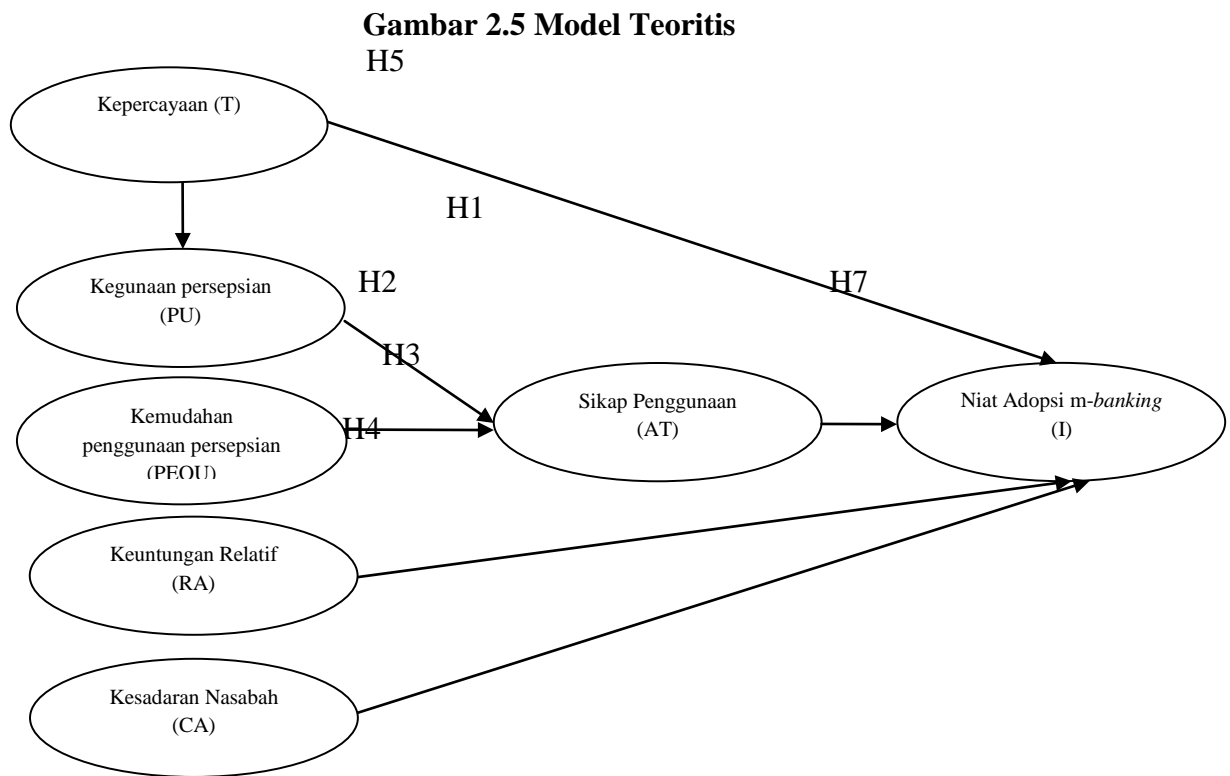 Gambar 2.5 Model Teoritis
H5
Kepercayaan (T)
H1
Kegunaan persepsian
(PU)
H2
H7
H3
Kemudahan
penggunaan persepsian
(PEOU)
H4
Sikap Penggunaan
(AT)
Niat Adopsi m-banking
(I)
Keuntungan Relatif
(RA)
Kesadaran Nasabah
(CA)